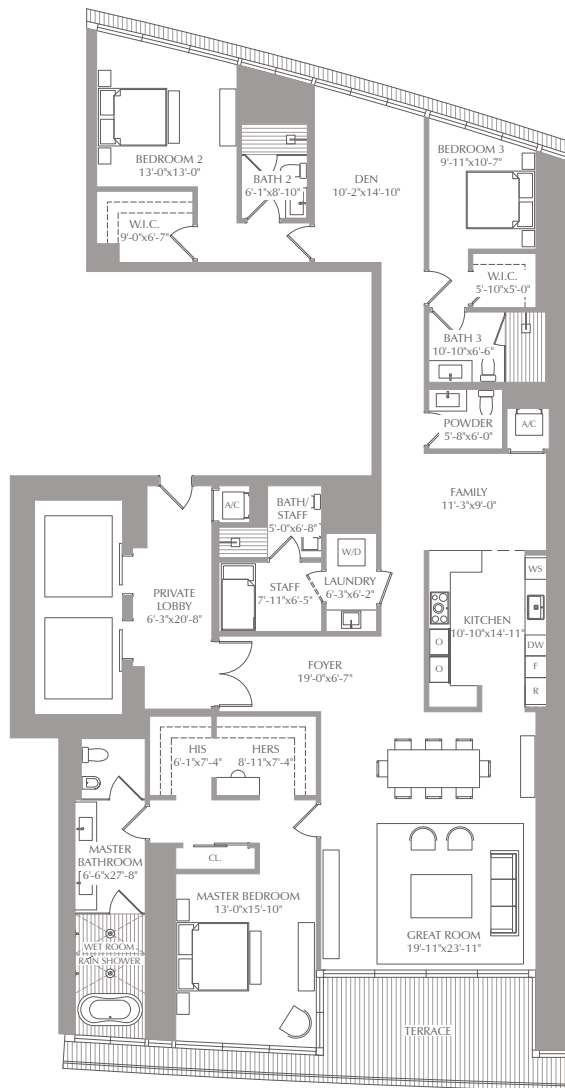 BEDROOM 2
13'-0"x13'-0"
BATH 2
6'-1"x8'-10"
DEN
10'-2"x14'-10"
BEDROOM 3
9'-11"x10'-7"
W.I.C.
9'-0"x6'-7"
W.I.C.
5'-10"x5'-0"
BATH 3
10'-10"x6'-6"
POWDER
5'-8"x6'-0"
A/C
FAMILY
11'-3"x9'-0"
A/C
BATH/
STAFF
5'-0"x6'-8"
W/D
LAUNDRY
6'-3"x6'-2"
STAFF
7'-11"x6'-5"
PRIVATE
LOBBY
6'-3"x20'-8"
WS
KITCHEN
10'-10"x14'-11"
O
O
DW
F
R
FOYER
19'-0"x6'-7"
HIS
6'-1"x7'-4"
HERS
8'-11"x7'-4"
CL.
MASTER
BATHROOM
6'-6"x27'-8"
MASTER BEDROOM
13'-0"x15'-10"
WET ROOM
RAIN SHOWER
GREAT ROOM
19'-11"x23'-11"
TERRACE